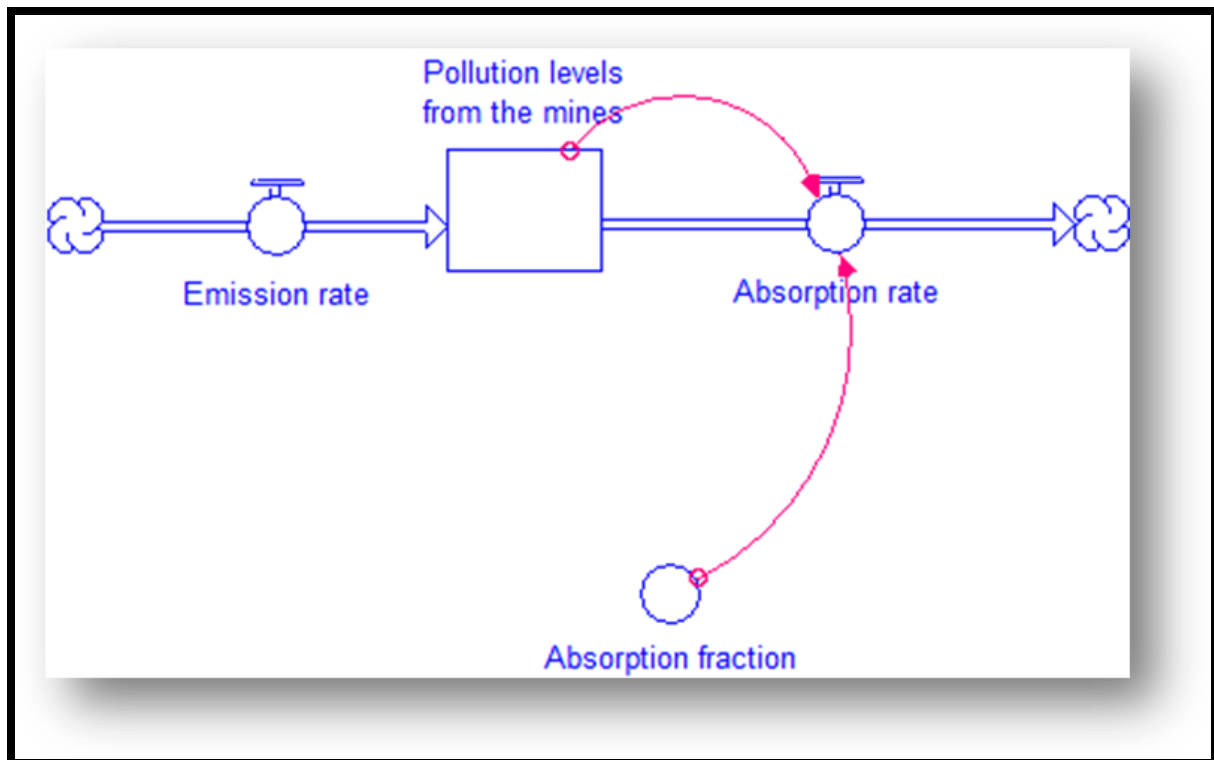 Pollution levels
from the mines
Emission rate
Absorption rate
Absorption fraction